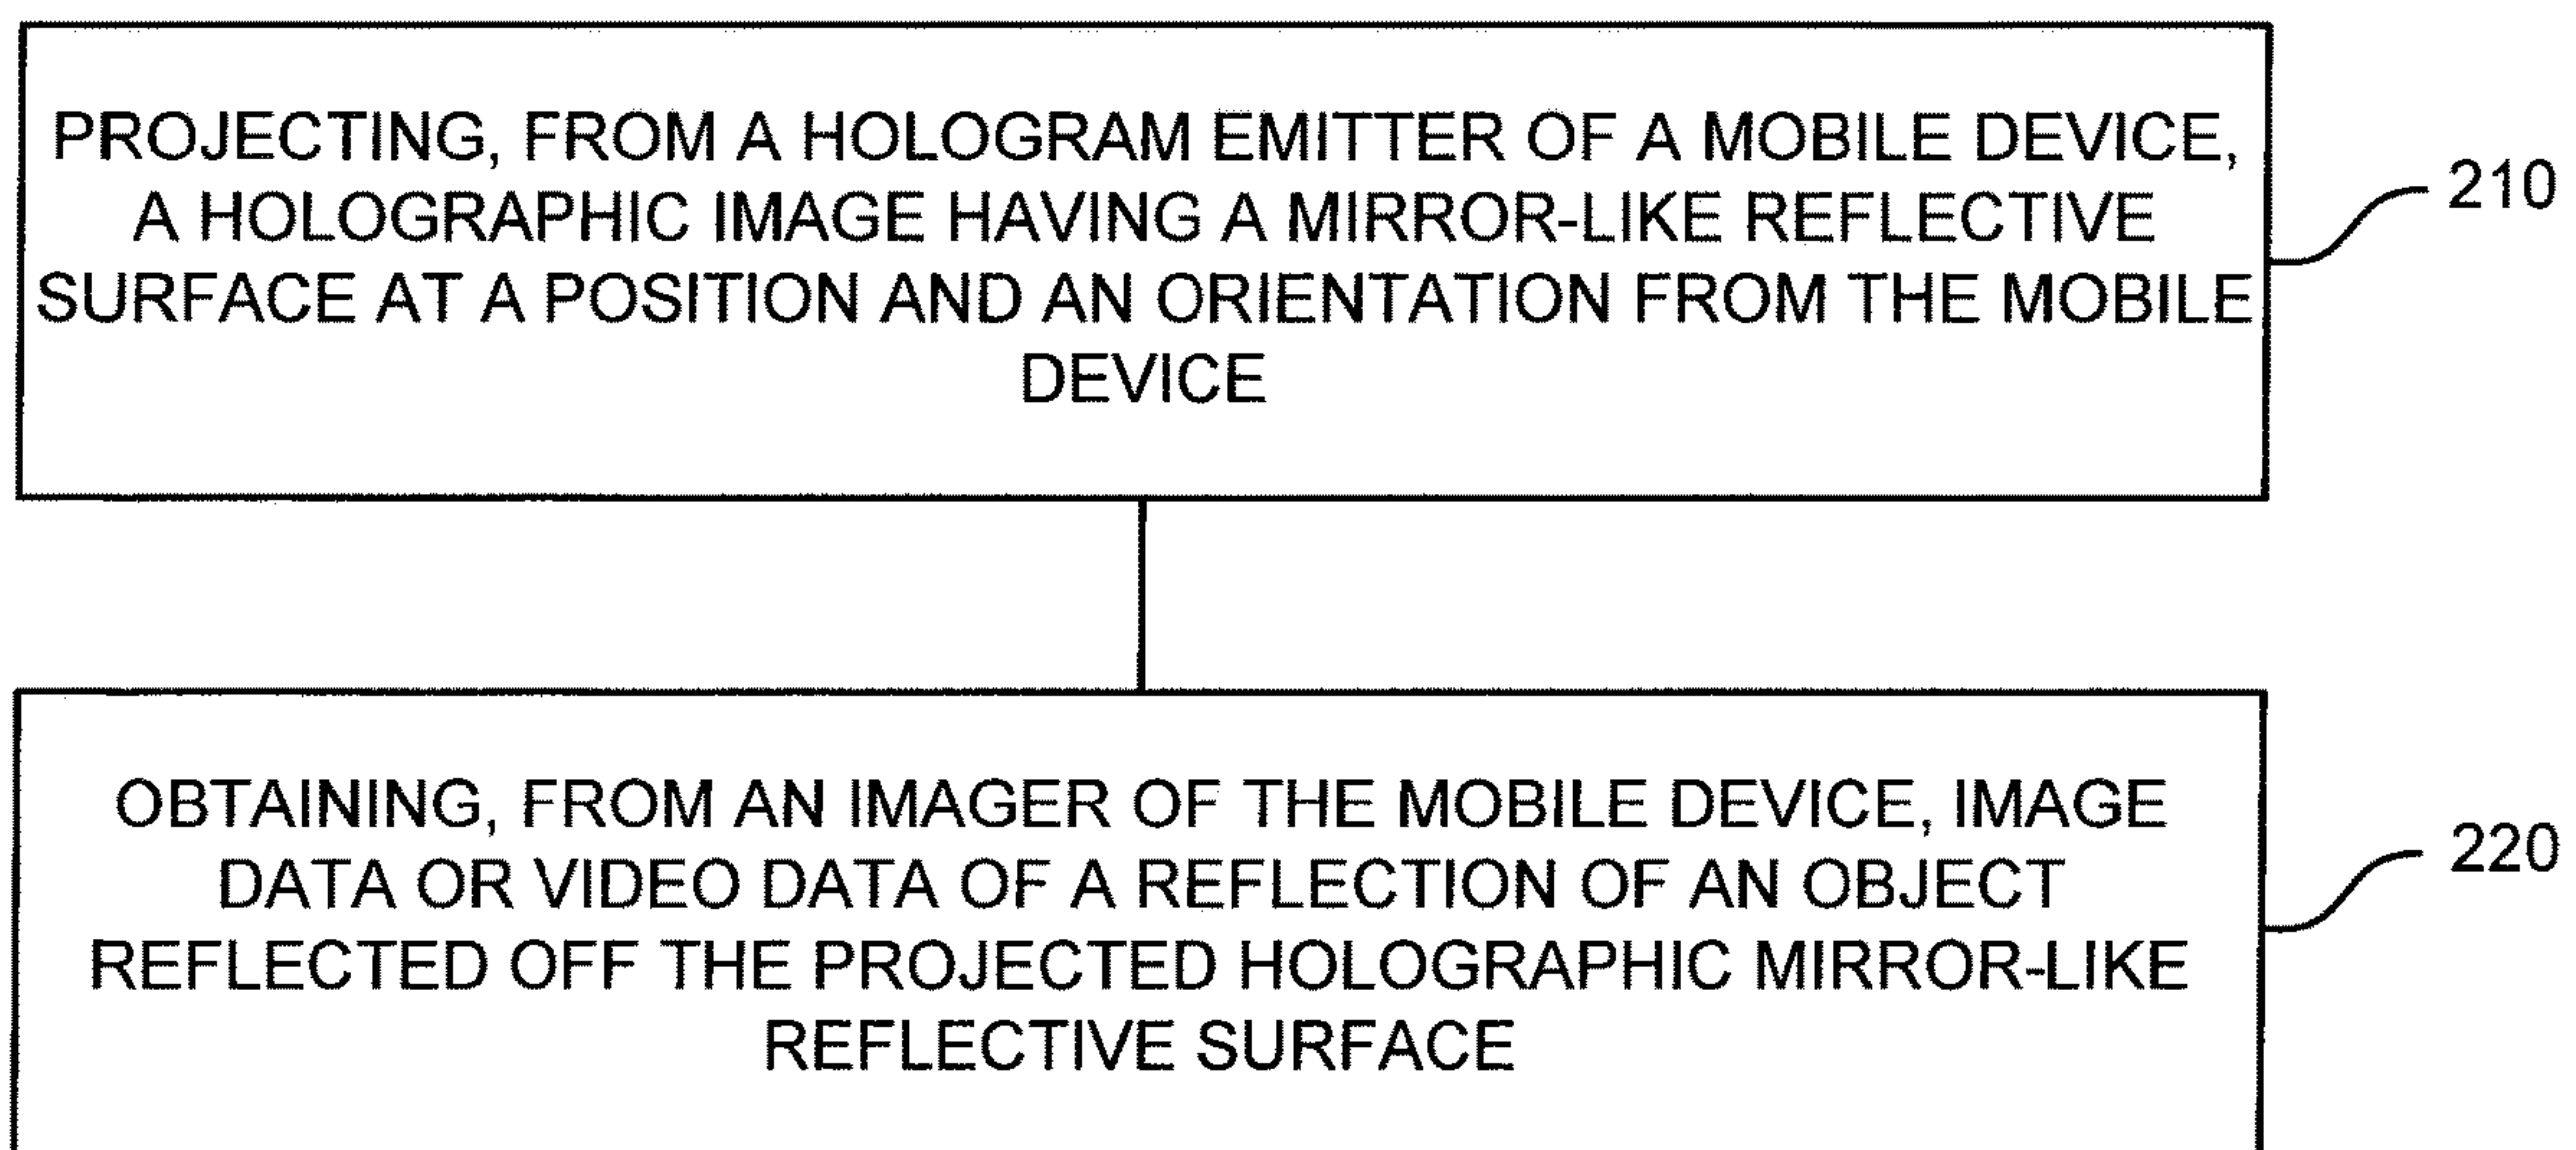 PROJECTING, FROM A HOLOGRAM EMITTER OF A MOBILE DEVICE,
A HOLOGRAPHIC IMAGE HAVING A MIRROR-LIKE REFLECTIVE
SURFACE AT A POSITION AND AN ORIENTATION FROM THE MOBILE
DEVICE
210
OBTAINING, FROM AN IMAGER OF THE MOBILE DEVICE, IMAGE
DATA OR VIDEO DATA OF A REFLECTION OF AN OBJECT
REFLECTED OFF THE PROJECTED HOLOGRAPHIC MIRROR-LIKE
REFLECTIVE SURFACE
220